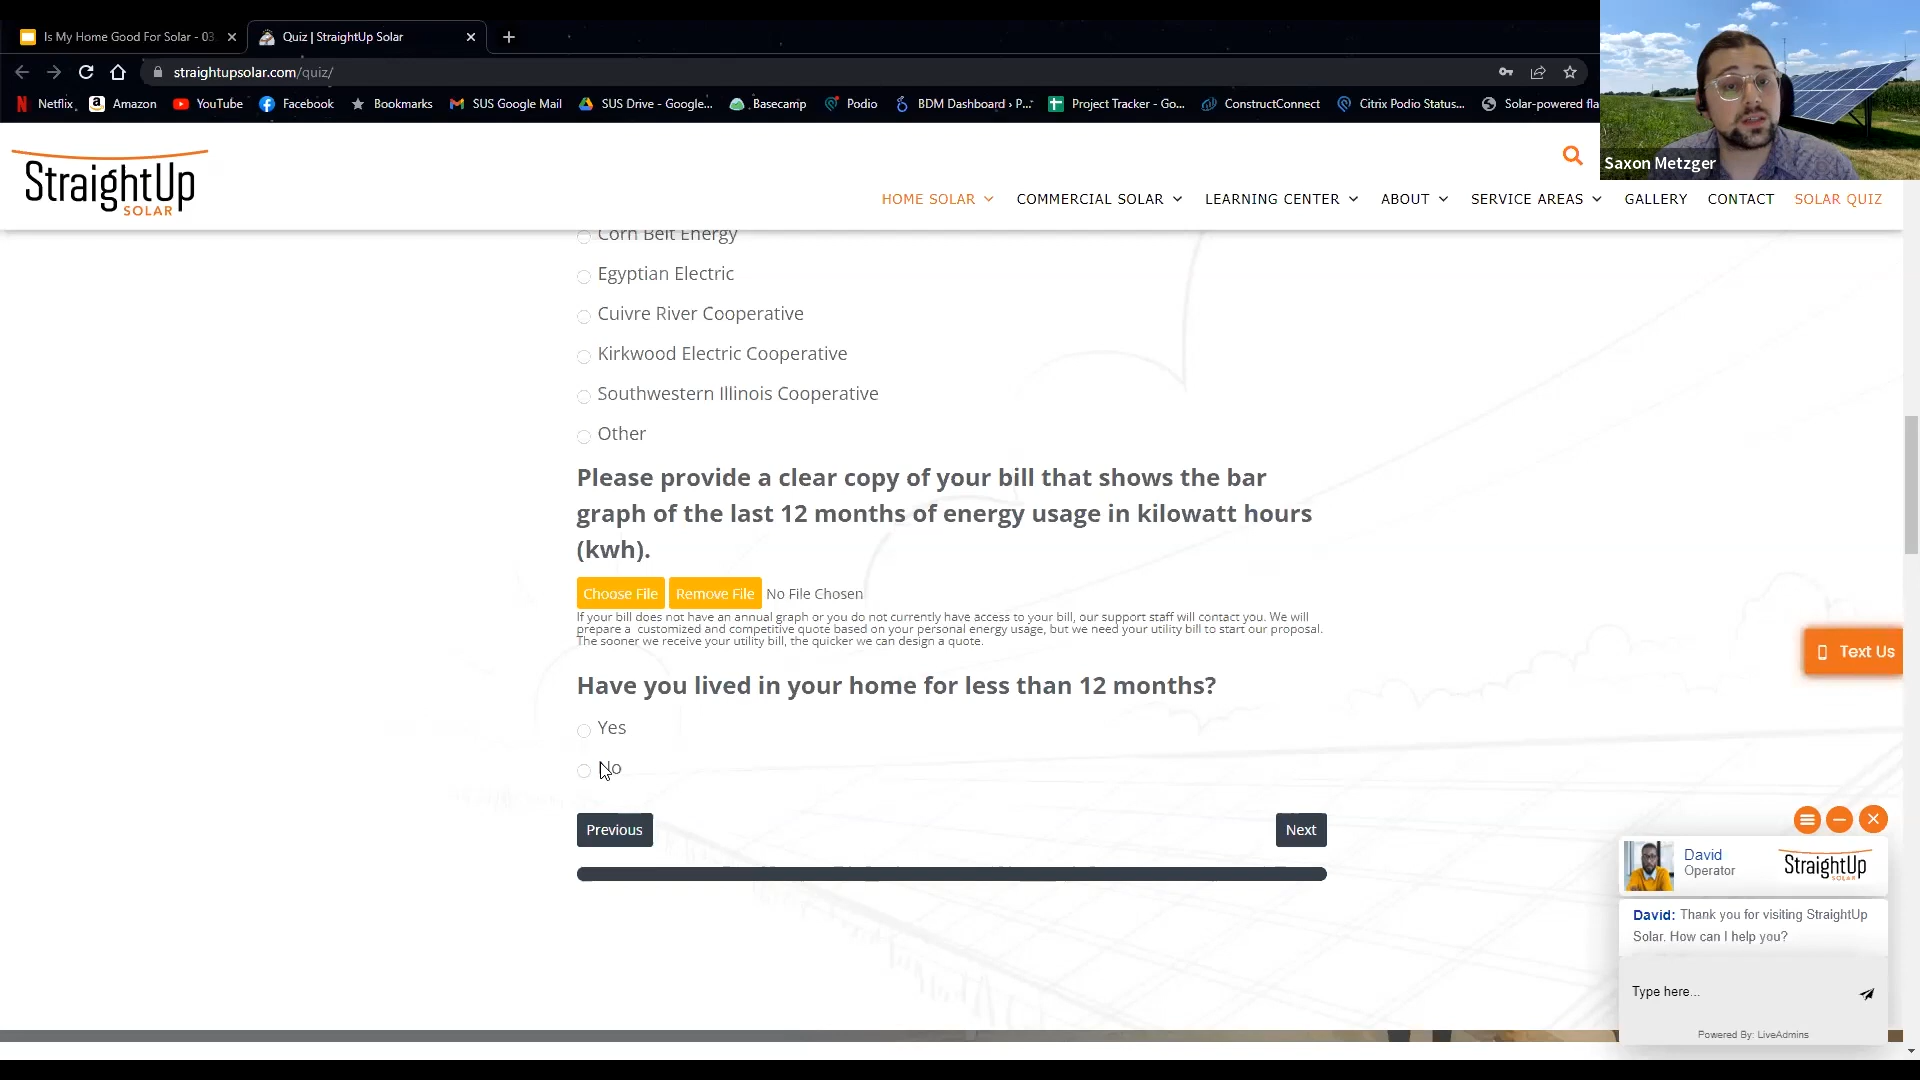 Is My Home Good For Solar - 03
Quiz | StraightUp Solar
straightupsolar.com/quiz/
Netflix
Amazon
YouTube
Facebook
Bookmarks
SUS Google Mail
SUS Drive - Google...
Basecamp
Podio
BDM Dashboard › P...
Project Tracker - Go...
ConstructConnect
Citrix Podio Status...
Solar-powered fla
Saxon Metzger
StraightUp
SOLAR
HOME SOLAR
COMMERCIAL SOLAR
LEARNING CENTER
ABOUT
SERVICE AREAS
GALLERY
CONTACT
SOLAR QUIZ
Corn Belt Energy
Egyptian Electric
Cuivre River Cooperative
Kirkwood Electric Cooperative
Southwestern Illinois Cooperative
Other
Please provide a clear copy of your bill that shows the bar
graph of the last 12 months of energy usage in kilowatt hours
(kwh).
Choose File
Remove File
No File Chosen
If your bill does not have an annual graph or you do not currently have access to your bill, our support staff will contact you. We will
prepare a customized and competitive quote based on your personal energy usage, but we need your utility bill to start our proposal.
The sooner we receive your utility bill, the quicker we can design a quote.
Text Us
Have you lived in your home for less than 12 months?
Yes
No
Previous
Next
David
Operator
StraightUp
SOLAR
David: Thank you for visiting StraightUp
Solar. How can I help you?
Type here...
Powered By: LiveAdmins